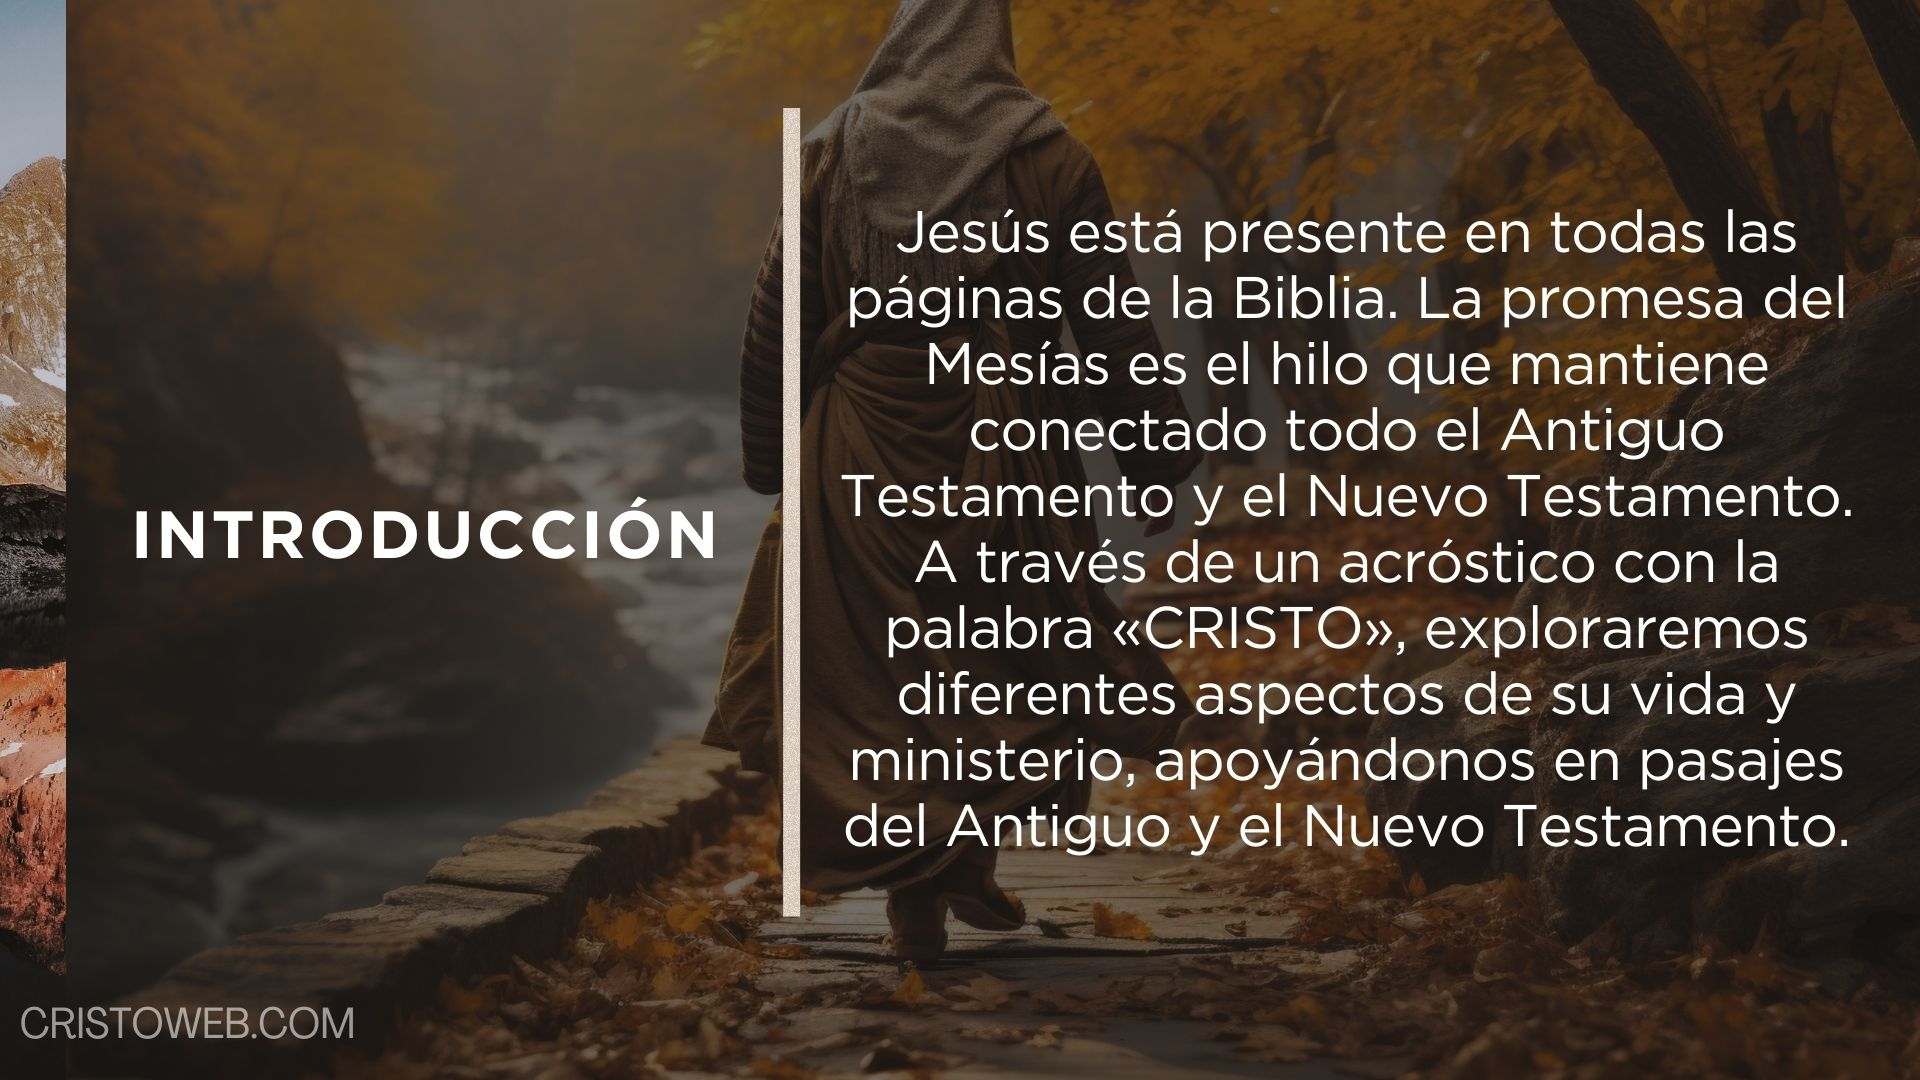 INTRODUCCIÓN
Jesús está presente en todas las
páginas de la Biblia. La promesa del
Mesías es el hilo que mantiene
conectado todo el Antiguo
Testamento y el Nuevo Testamento.
A través de un acróstico con la
palabra «CRISTO», exploraremos
diferentes aspectos de su vida y
ministerio, apoyándonos en pasajes
del Antiguo y el Nuevo Testamento.
CRISTOWEB.COM